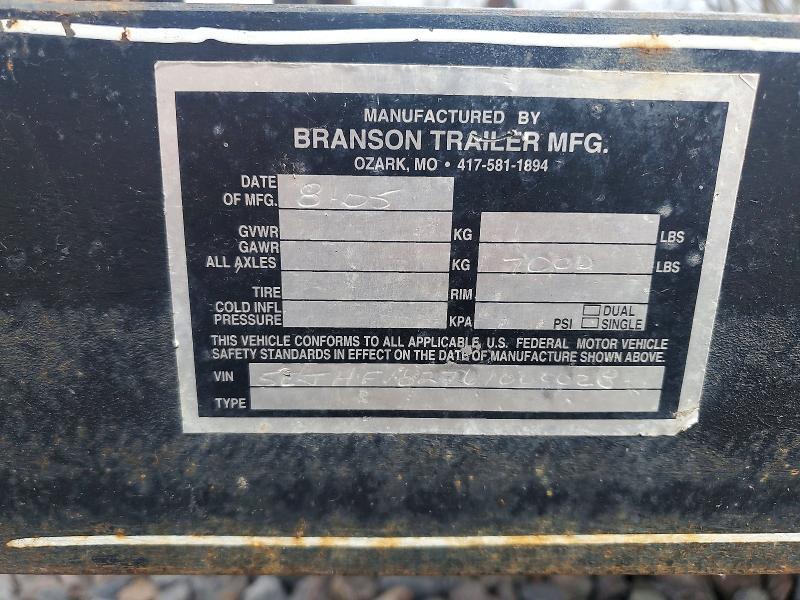 MANUFACTURED BY
BRANSON TRAILER MFG.
OZARK, MO • 417-581-1894
DATE OF MFG. 8-05
GVWR KG LBS
GAWR ALL AXLES KG 7000 LBS
TIRE RIM
COLD INFL PRESSURE KPA PSI DUAL SINGLE
THIS VEHICLE CONFORMS TO ALL APPLICABLE U.S. FEDERAL MOTOR VEHICLE
SAFETY STANDARDS IN EFFECT ON THE DATE OF MANUFACTURE SHOWN ABOVE.
VIN
TYPE